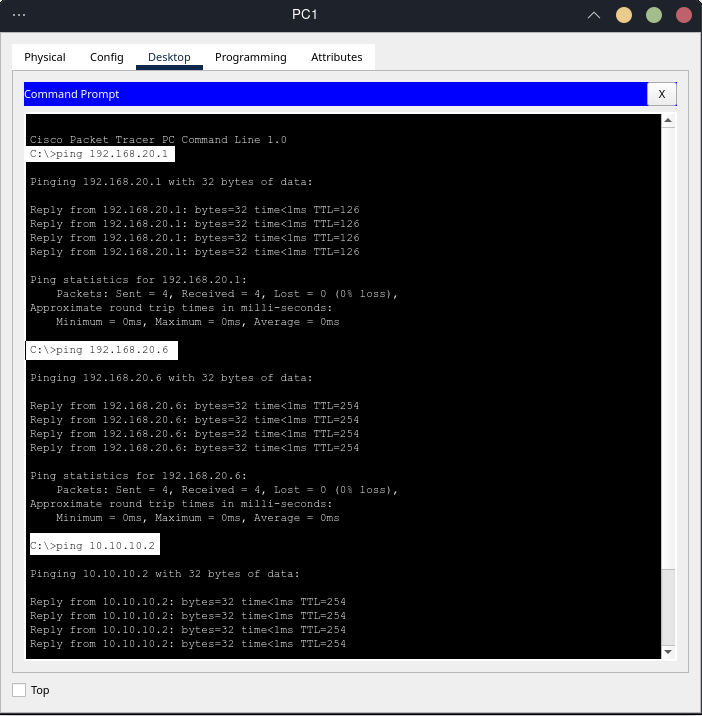 PC1
Physical Config Desktop Programming Attributes
Command Prompt X
Cisco Packet Tracer PC Command Line 1.0
C:\>ping 192.168.20.1
Pinging 192.168.20.1 with 32 bytes of data:
Reply from 192.168.20.1: bytes=32 time<1ms TTL=126
Reply from 192.168.20.1: bytes=32 time<1ms TTL=126
Reply from 192.168.20.1: bytes=32 time<1ms TTL=126
Reply from 192.168.20.1: bytes=32 time<1ms TTL=126
Ping statistics for 192.168.20.1:
Packets: Sent = 4, Received = 4, Lost = 0 (0% loss),
Approximate round trip times in milli-seconds:
Minimum = 0ms, Maximum = 0ms, Average = 0ms
C:\>ping 192.168.20.6
Pinging 192.168.20.6 with 32 bytes of data:
Reply from 192.168.20.6: bytes=32 time<1ms TTL=254
Reply from 192.168.20.6: bytes=32 time<1ms TTL=254
Reply from 192.168.20.6: bytes=32 time<1ms TTL=254
Reply from 192.168.20.6: bytes=32 time<1ms TTL=254
Ping statistics for 192.168.20.6:
Packets: Sent = 4, Received = 4, Lost = 0 (0% loss),
Approximate round trip times in milli-seconds:
Minimum = 0ms, Maximum = 0ms, Average = 0ms
C:\>ping 10.10.10.2
Pinging 10.10.10.2 with 32 bytes of data:
Reply from 10.10.10.2: bytes=32 time<1ms TTL=254
Reply from 10.10.10.2: bytes=32 time<1ms TTL=254
Reply from 10.10.10.2: bytes=32 time<1ms TTL=254
Reply from 10.10.10.2: bytes=32 time<1ms TTL=254
Top